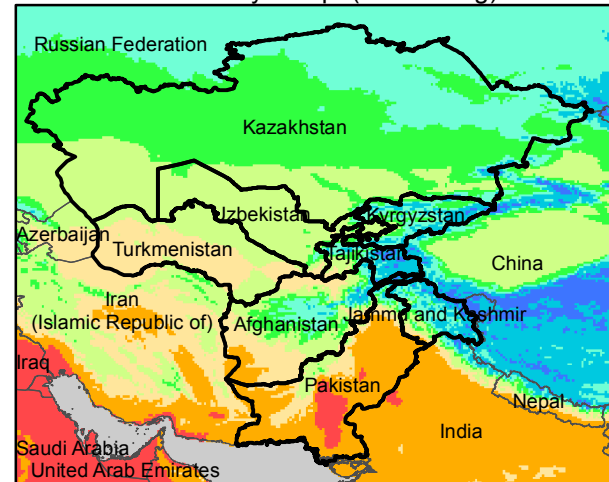 Russian Federation
Kazakhstan
Uzbekistan
Kyrgyzstan
Azerbaijan
Turkmenistan
Tajikistan
China
Iran
(Islamic Republic of)
Afghanistan
Jammu and Kashmir
Iraq
Pakistan
Nepal
India
Saudi Arabia
United Arab Emirates